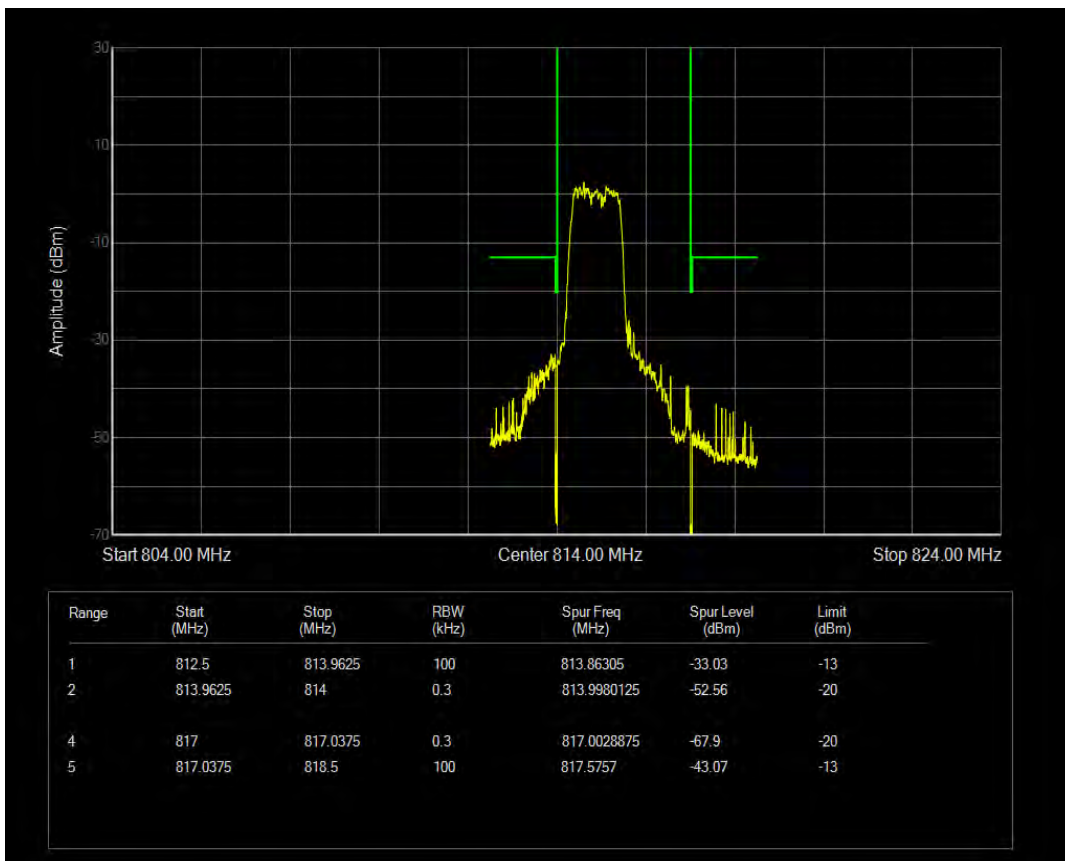 30
10
-10
-30
-50
-70
Amplitude (dBm)
Start 804.00 MHz Center 814.00 MHz Stop 824.00 MHz
Range Start (MHz) Stop (MHz) RBW (kHz) Spur Freq (MHz) Spur Level (dBm) Limit (dBm)
1 812.5 813.9625 100 813.86305 -33.03 -13
2 813.9625 814 0.3 813.9980125 -52.56 -20
4 817 817.0375 0.3 817.0028875 -67.9 -20
5 817.0375 818.5 100 817.5757 -43.07 -13